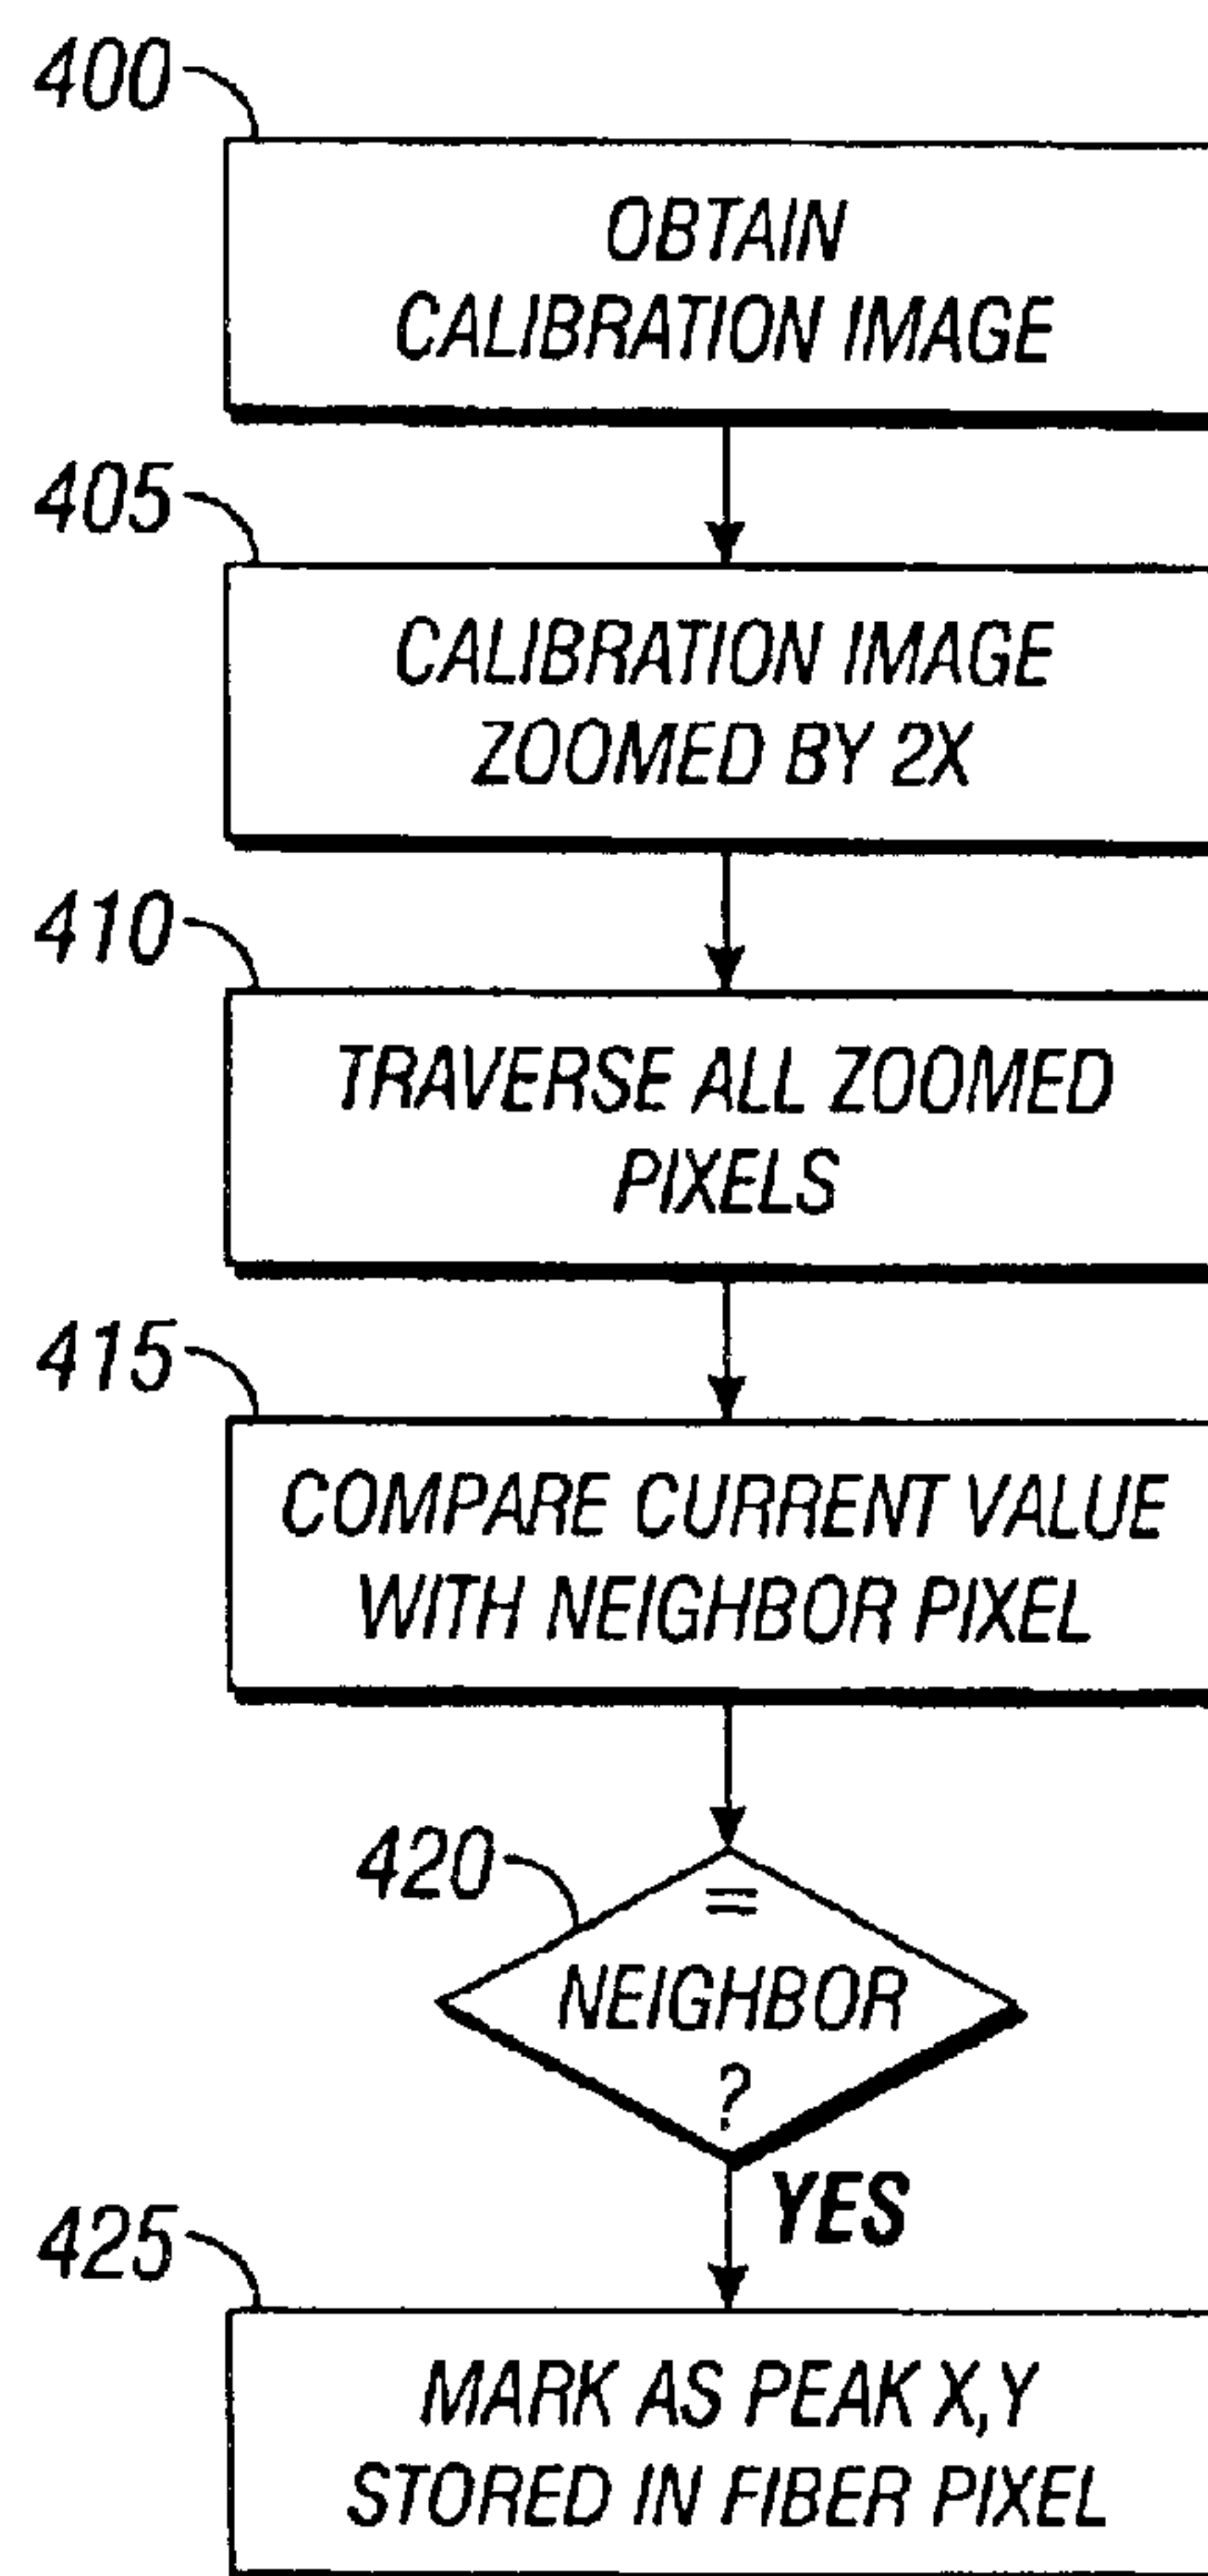 400
OBTAIN
CALIBRATION IMAGE
405
CALIBRATION IMAGE
ZOOMED BY 2X
410
TRAVERSE ALL ZOOMED
PIXELS
415
COMPARE CURRENT VALUE
WITH NEIGHBOR PIXEL
420
=
NEIGHBOR
?
YES
425
MARK AS PEAK X,Y
STORED IN FIBER PIXEL